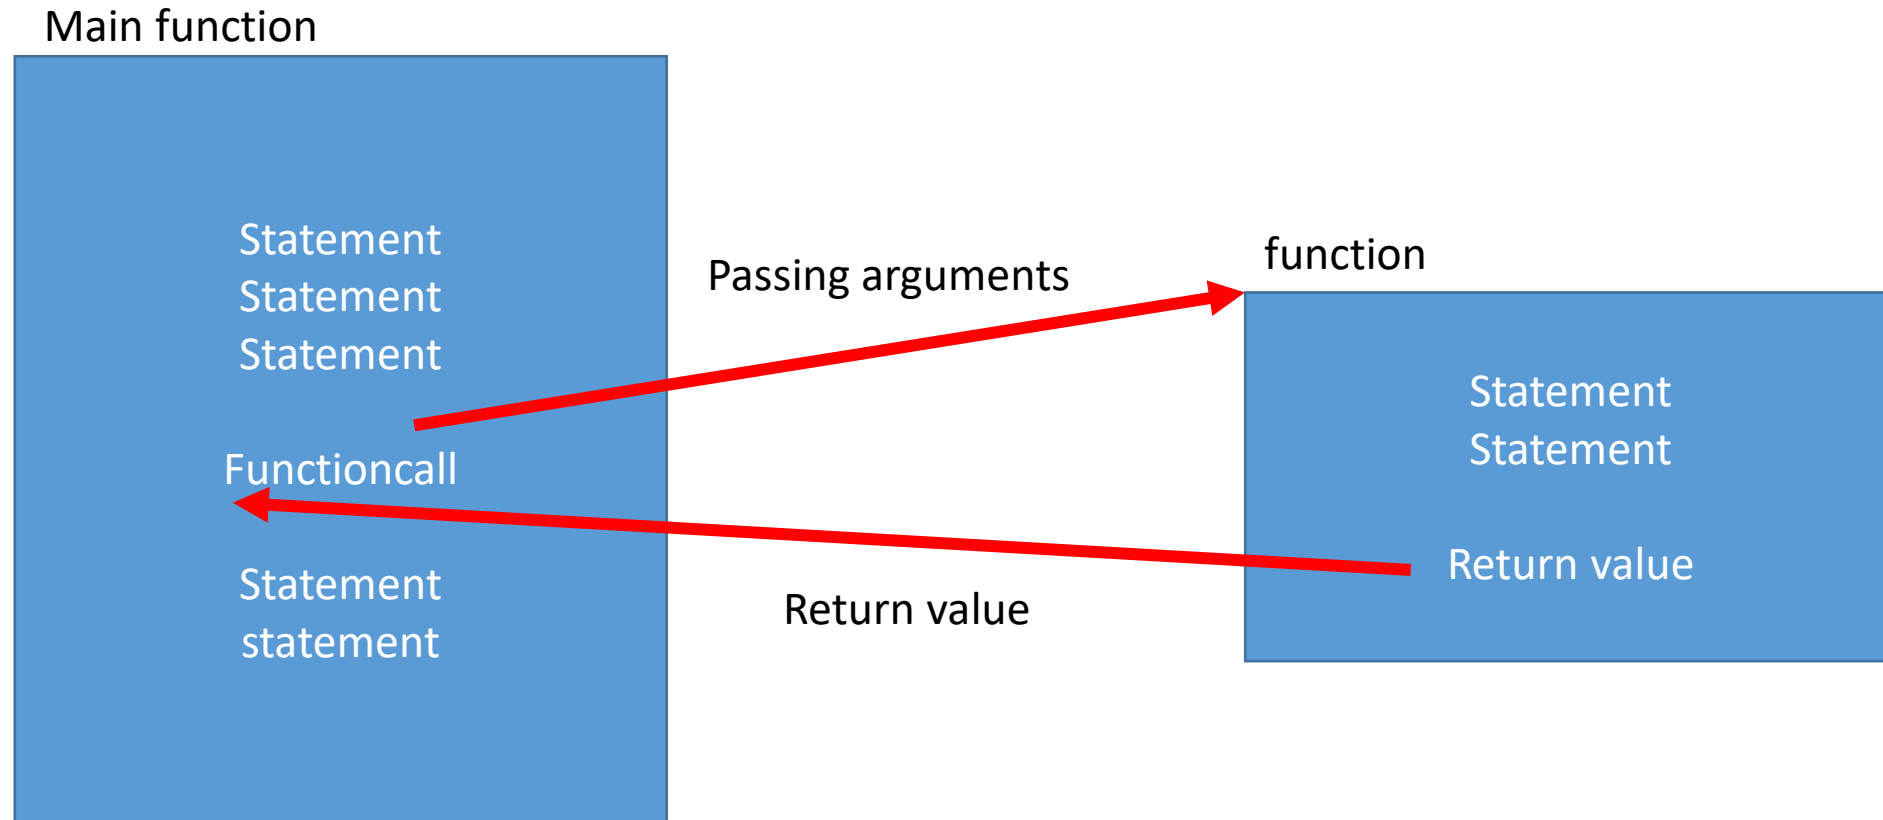 Main function
Statement
Statement
Statement
Functioncall
Statement
statement
Passing arguments
Return value
function
Statement
Statement
Return value